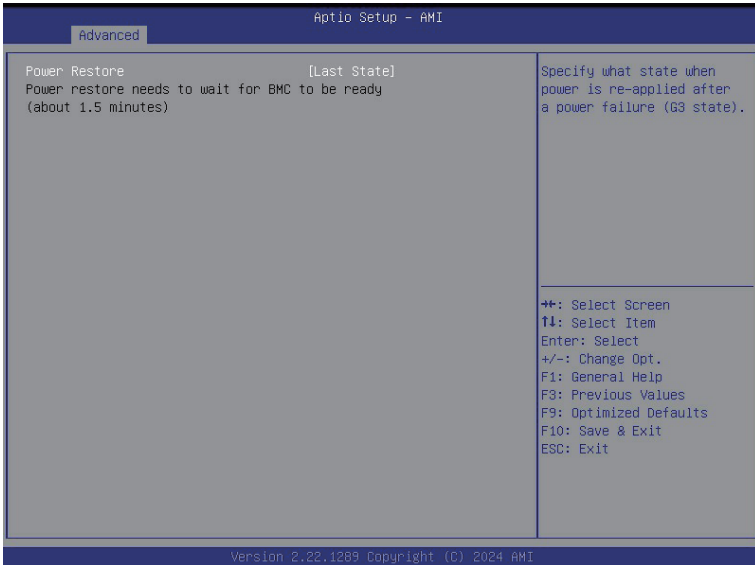 Aptio Setup – AMI
Advanced
Power Restore [Last State]
Power restore needs to wait for BMC to be ready
(about 1.5 minutes)
Specify what state when
power is re-applied after
a power failure (G3 state).
→←: Select Screen
↑↓: Select Item
Enter: Select
+/-: Change Opt.
F1: General Help
F3: Previous Values
F9: Optimized Defaults
F10: Save & Exit
ESC: Exit
Version 2.22.1289 Copyright (C) 2024 AMI